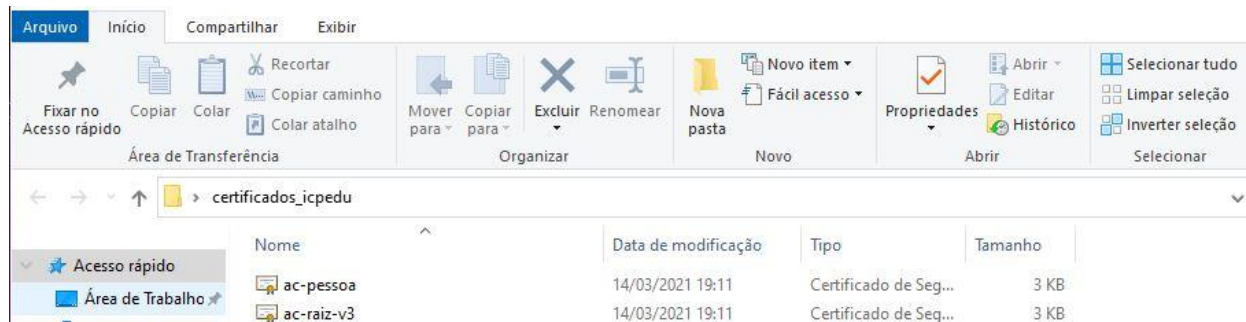 Arquivo Início Compartilhar Exibir
Fixar no
Acesso rápido
Copiar
Colar
Recortar
Copiar caminho
Colar atalho
Área de Transferência
Mover
para
Copiar
para
Excluir
Renomear
Organizar
Nova
pasta
Novo item
Fácil acesso
Novo
Propriedades
Abrir
Editar
Histórico
Abrir
Selecionar tudo
Limpar seleção
Inverter seleção
Selecionar
certificados_icpedu
Nome Data de modificação Tipo Tamanho
Acesso rápido
Área de Trabalho
ac-pessoa 14/03/2021 19:11 Certificado de Seg... 3 KB
ac-raiz-v3 14/03/2021 19:11 Certificado de Seg... 3 KB